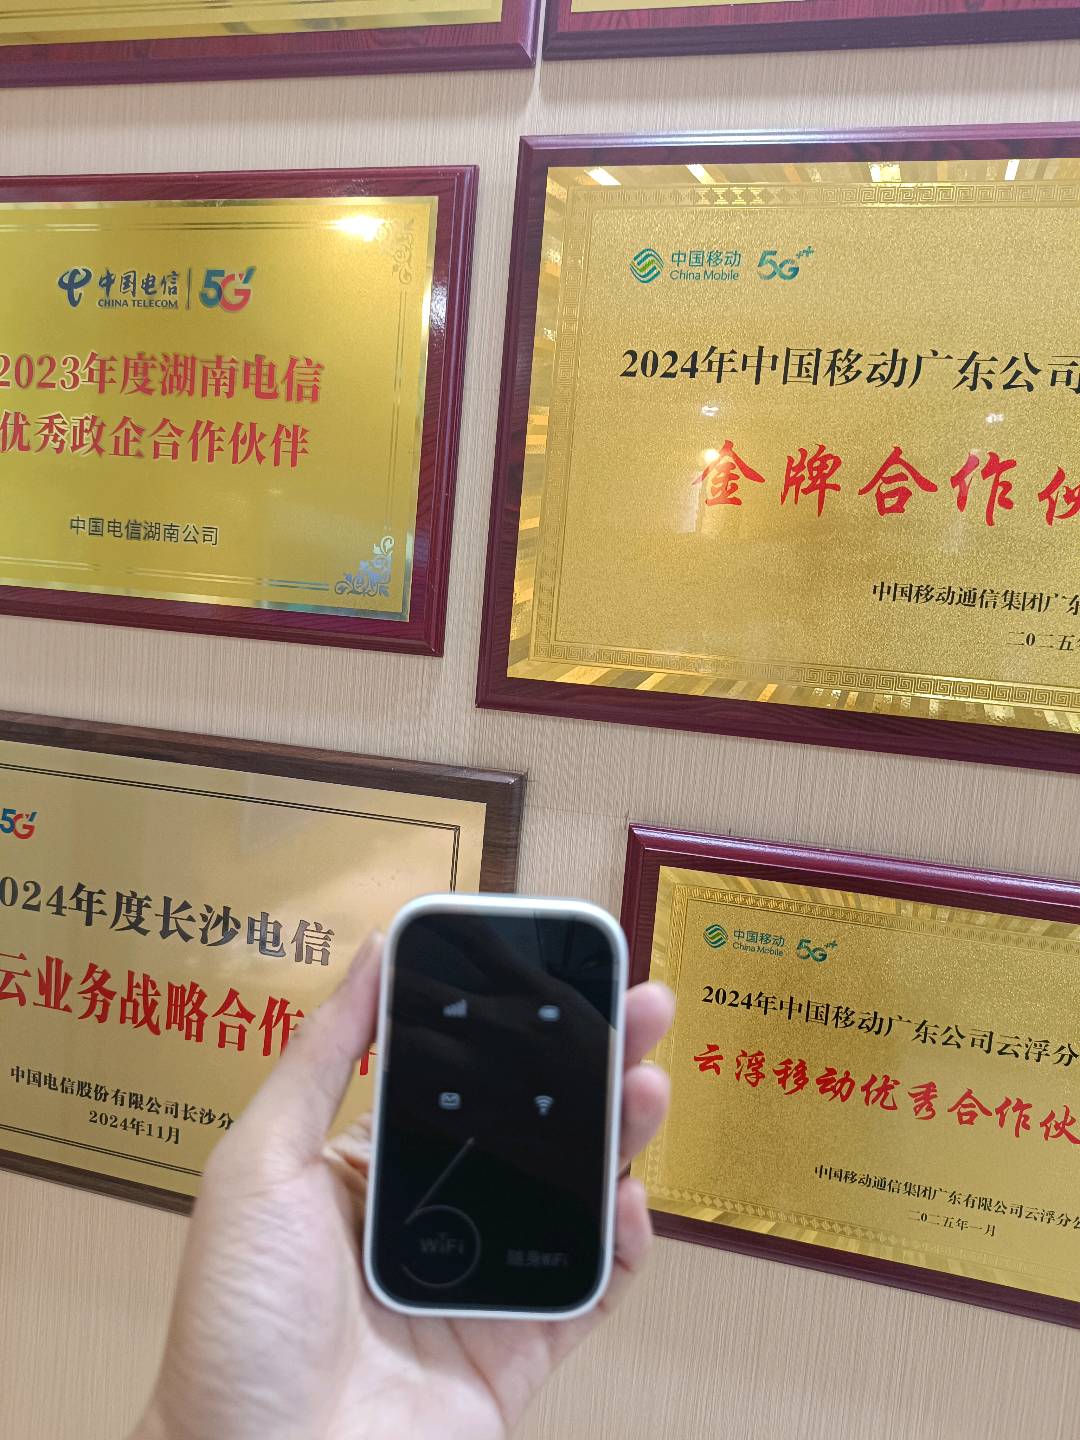 中国电信
CHINA TELECOM
5G
2023年度湖南电信
优秀政企合作伙伴
中国电信湖南公司
中国移动
China Mobile
5G++
2024年中国移动广东公司
金牌合作伙
中国移动通信集团广东
二0二五年
5G
024年度长沙电信
云业务战略合作
中国电信股份有限公司长沙分
2024年11月
中国移动
China Mobile
5G++
2024年中国移动广东公司云浮分
云浮移动优秀合作伙
中国移动通信集团广东有限公司云浮分公
二0二五年一月
WiFi
随身WiFi